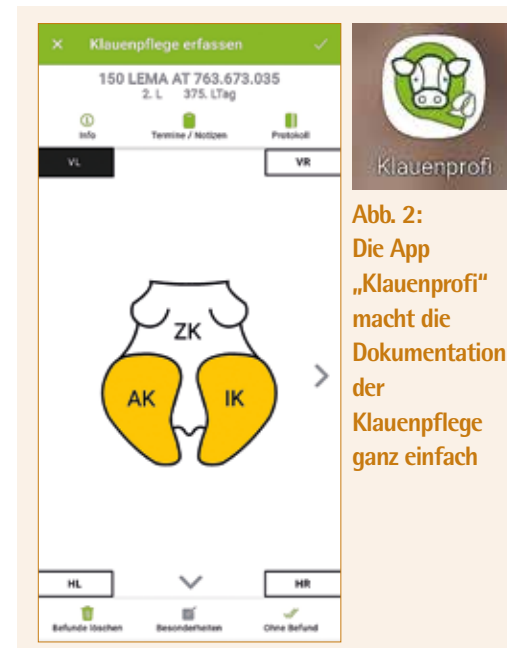 × Klauenpflege erfassen
150 LEMA AT 763.673.035
2. L 375. LTag
Info Termine / Notizen Protokoll
VL VR
ZK
AK IK
HL HR
Befunde löschen Besonderheiten Ohne Befund
Klauenprofi
Abb. 2:
Die App
„Klauenprofi“
macht die
Dokumentation
der
Klauenpflege
ganz einfach